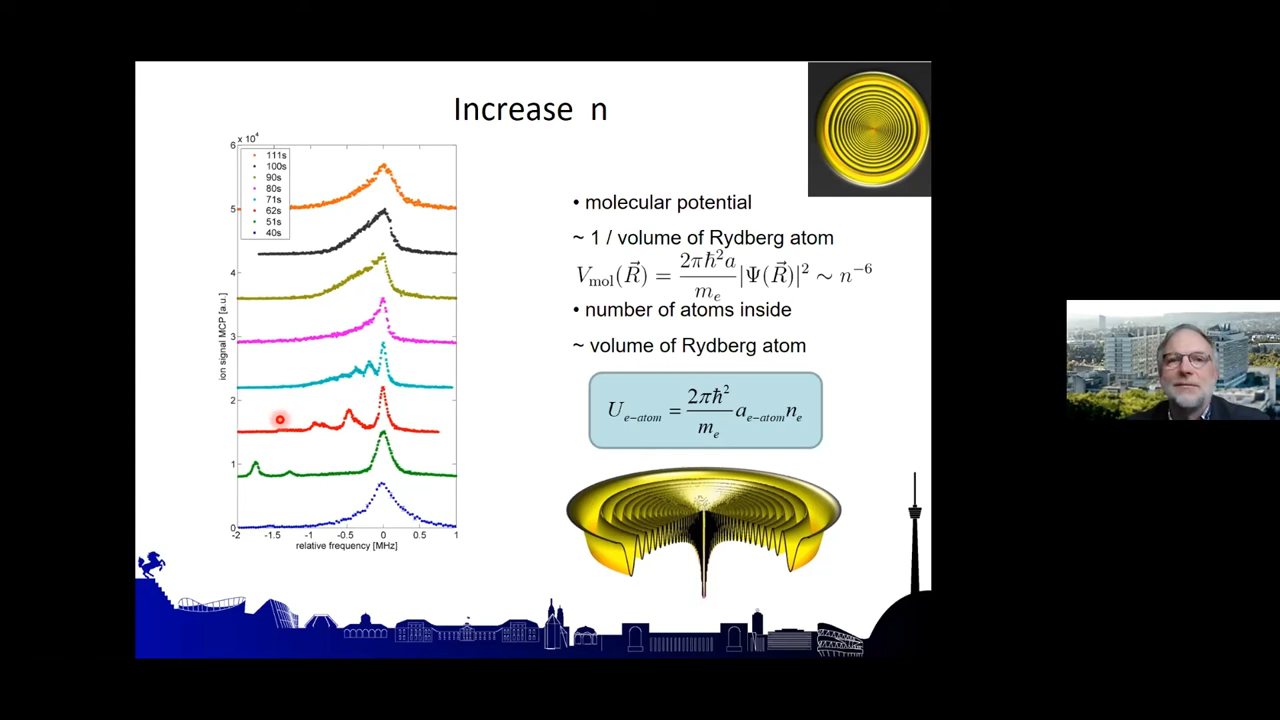 Increase n
x 10⁴
6
5
4
3
2
1
0
111s
100s
90s
80s
71s
62s
51s
40s
ion signal MCP [a.u.]
-2 -1.5 -1 -0.5 0 0.5 1
relative frequency [MHz]
• molecular potential
~ 1 / volume of Rydberg atom
V_mol(R⃗) = 2πℏ²a / m_e |Ψ(R⃗)|² ∼ n⁻⁶
• number of atoms inside
~ volume of Rydberg atom
U_e−atom = 2πℏ² / m_e a_e−atom n_e